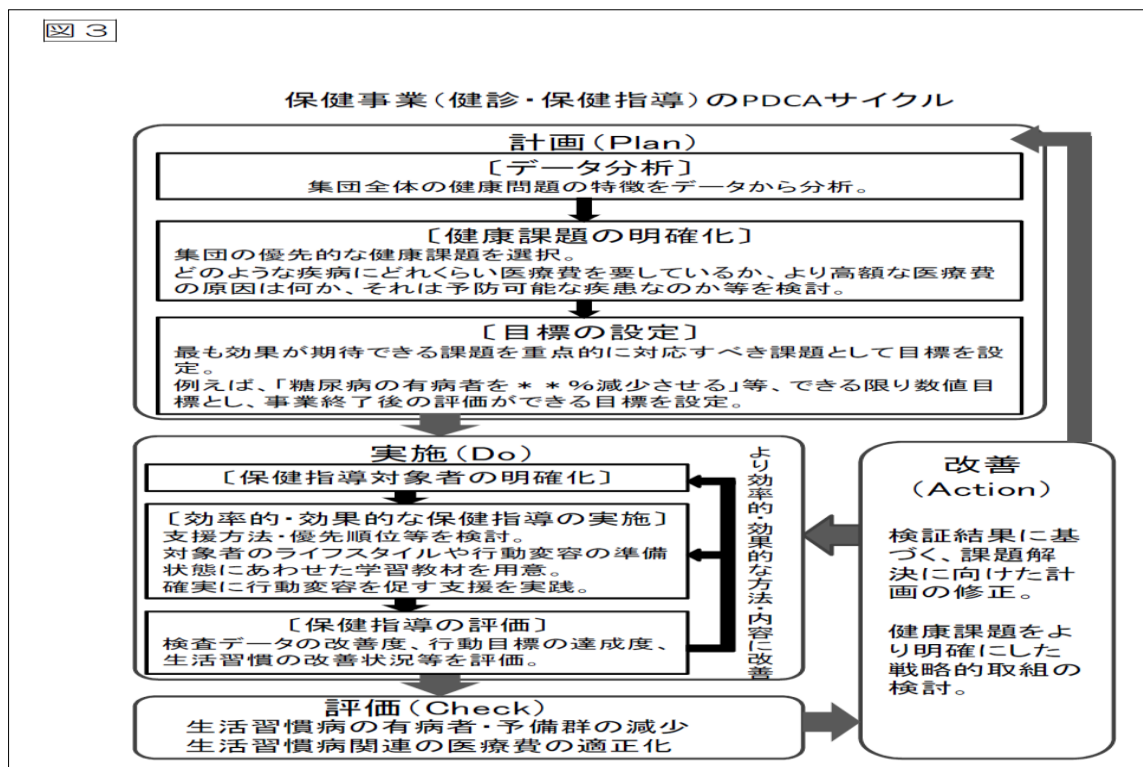 図 3
保健事業(健診・保健指導)のPDCAサイクル
計画(Plan)
〔データ分析〕
集団全体の健康問題の特徴をデータから分析。
〔健康課題の明確化〕
集団の優先的な健康課題を選択。
どのような疾病にどれくらい医療費を要しているか、より高額な医療費
の原因は何か、それは予防可能な疾患なのか等を検討。
〔目標の設定〕
最も効果が期待できる課題を重点的に対応すべき課題として目標を設
定。
例えば、「糖尿病の有病者を**%減少させる」等、できる限り数値目
標とし、事業終了後の評価ができる目標を設定。
実施(Do)
〔保健指導対象者の明確化〕
〔効率的・効果的な保健指導の実施〕
支援方法・優先順位等を検討。
対象者のライフスタイルや行動変容の準備
状態にあわせた学習教材を用意。
確実に行動変容を促す支援を実践。
〔保健指導の評価〕
検査データの改善度、行動目標の達成度、
生活習慣の改善状況等を評価。
より効率的・効果的な方法・内容に改善
評価(Check)
生活習慣病の有病者・予備群の減少
生活習慣病関連の医療費の適正化
改善
(Action)
検証結果に基
づく、課題解
決に向けた計
画の修正。
健康課題をよ
り明確にした
戦略的取組の
検討。